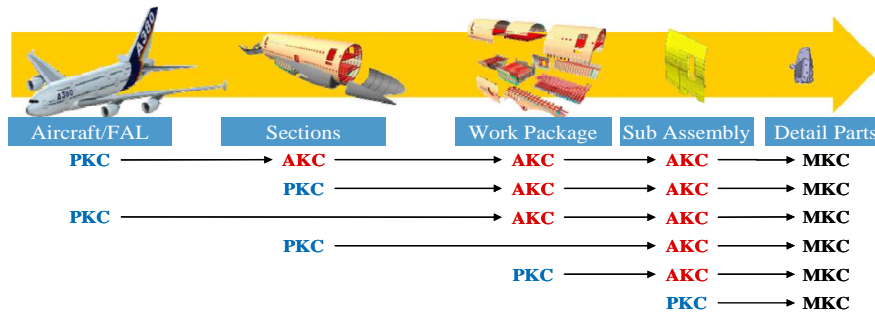 A380
A380
Aircraft/FAL Sections Work Package Sub Assembly Detail Parts
PKC AKC AKC AKC MKC
PKC AKC AKC MKC
PKC AKC AKC MKC
PKC AKC MKC
PKC AKC MKC
PKC MKC